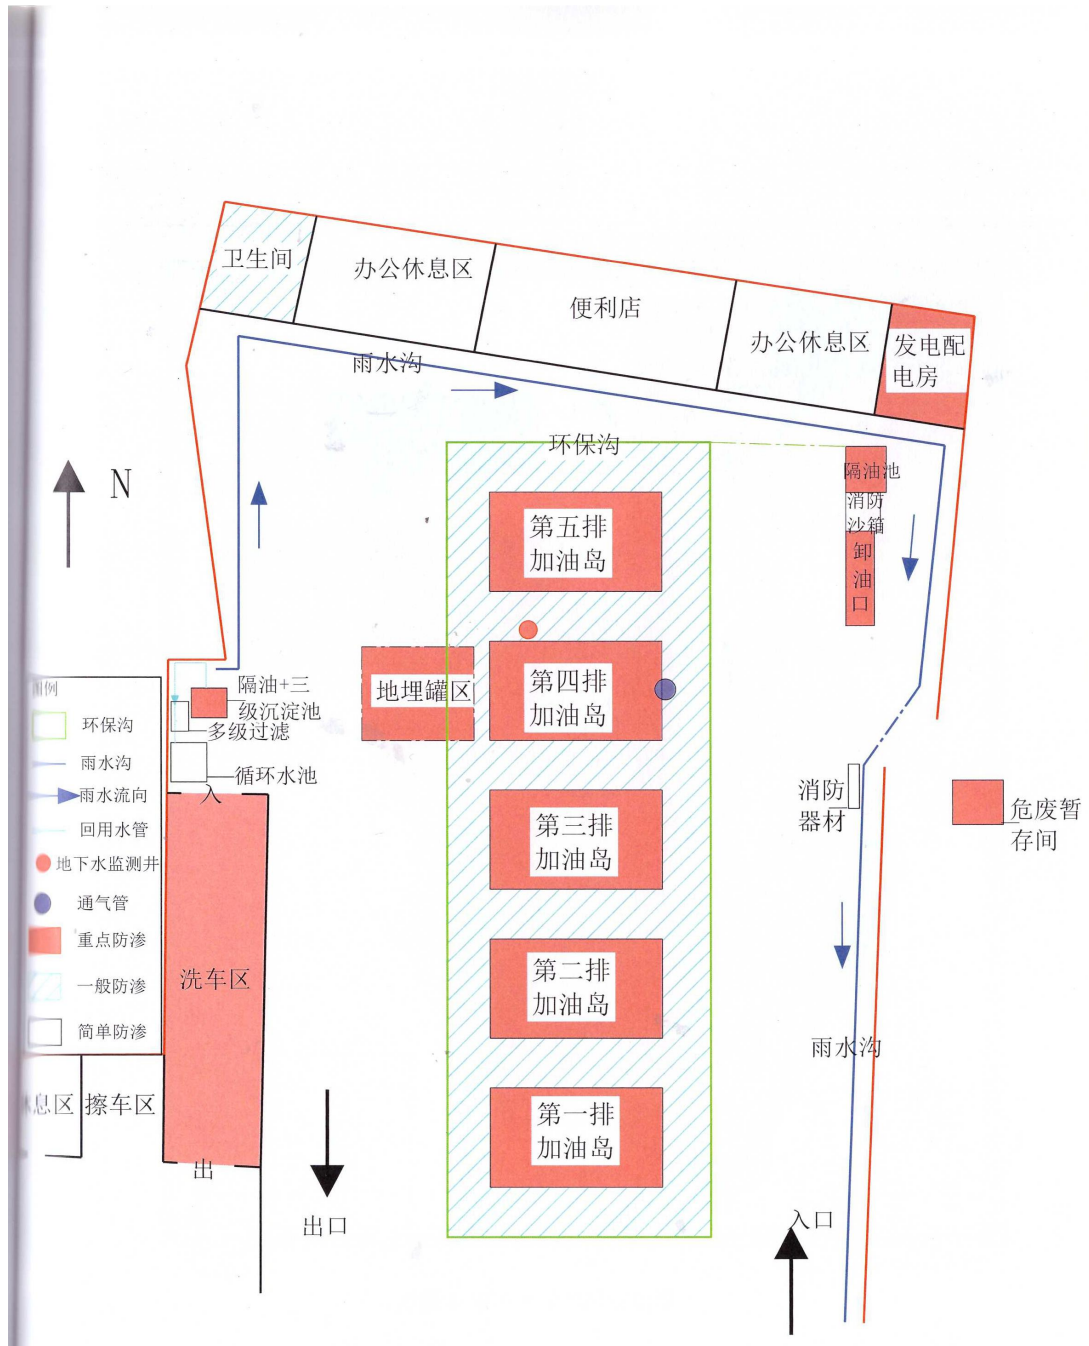 卫生间
办公休息区
便利店
办公休息区
发电配
电房
雨水沟
环保沟
N
隔油池
消防
沙箱
卸
油
口
第五排
加油岛
地埋罐区
第四排
加油岛
隔油+三
级沉淀池
多级过滤
循环水池
入
图例
环保沟
雨水沟
雨水流向
回用水管
地下水监测井
通气管
重点防渗
一般防渗
简单防渗
消防
器材
危废暂
存间
第三排
加油岛
洗车区
第二排
加油岛
雨水沟
息区
擦车区
第一排
加油岛
出
出口
入口